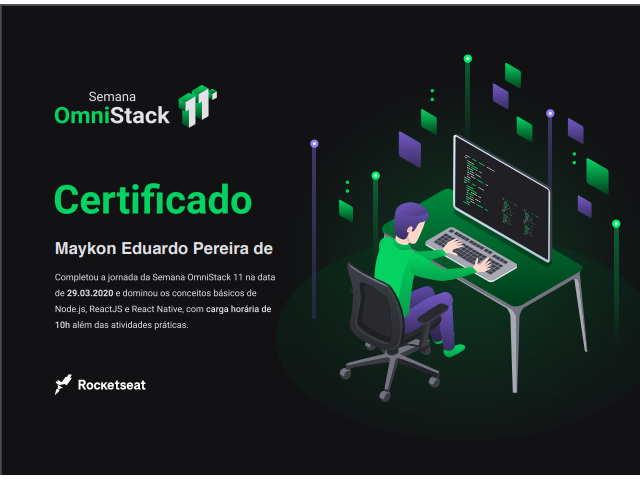 Semana
OmniStack 11
Certificado
Maykon Eduardo Pereira de
Completou a jornada da Semana OmniStack 11 na data
de 29.03.2020 e dominou os conceitos básicos de
Node.js, ReactJS e React Native, com carga horária de
10h além das atividades práticas.
Rocketseat